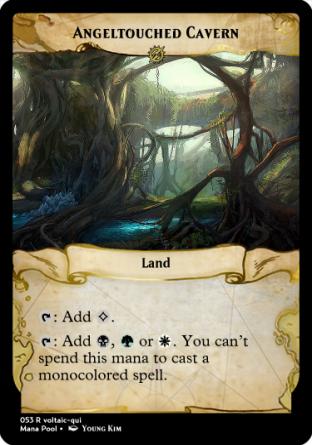 Angeltouched Cavern
Land
: Add .
: Add , or . You can't
spend this mana to cast a
monocolored spell.
053 R voltaic-qui
Mana Pool • Young Kim